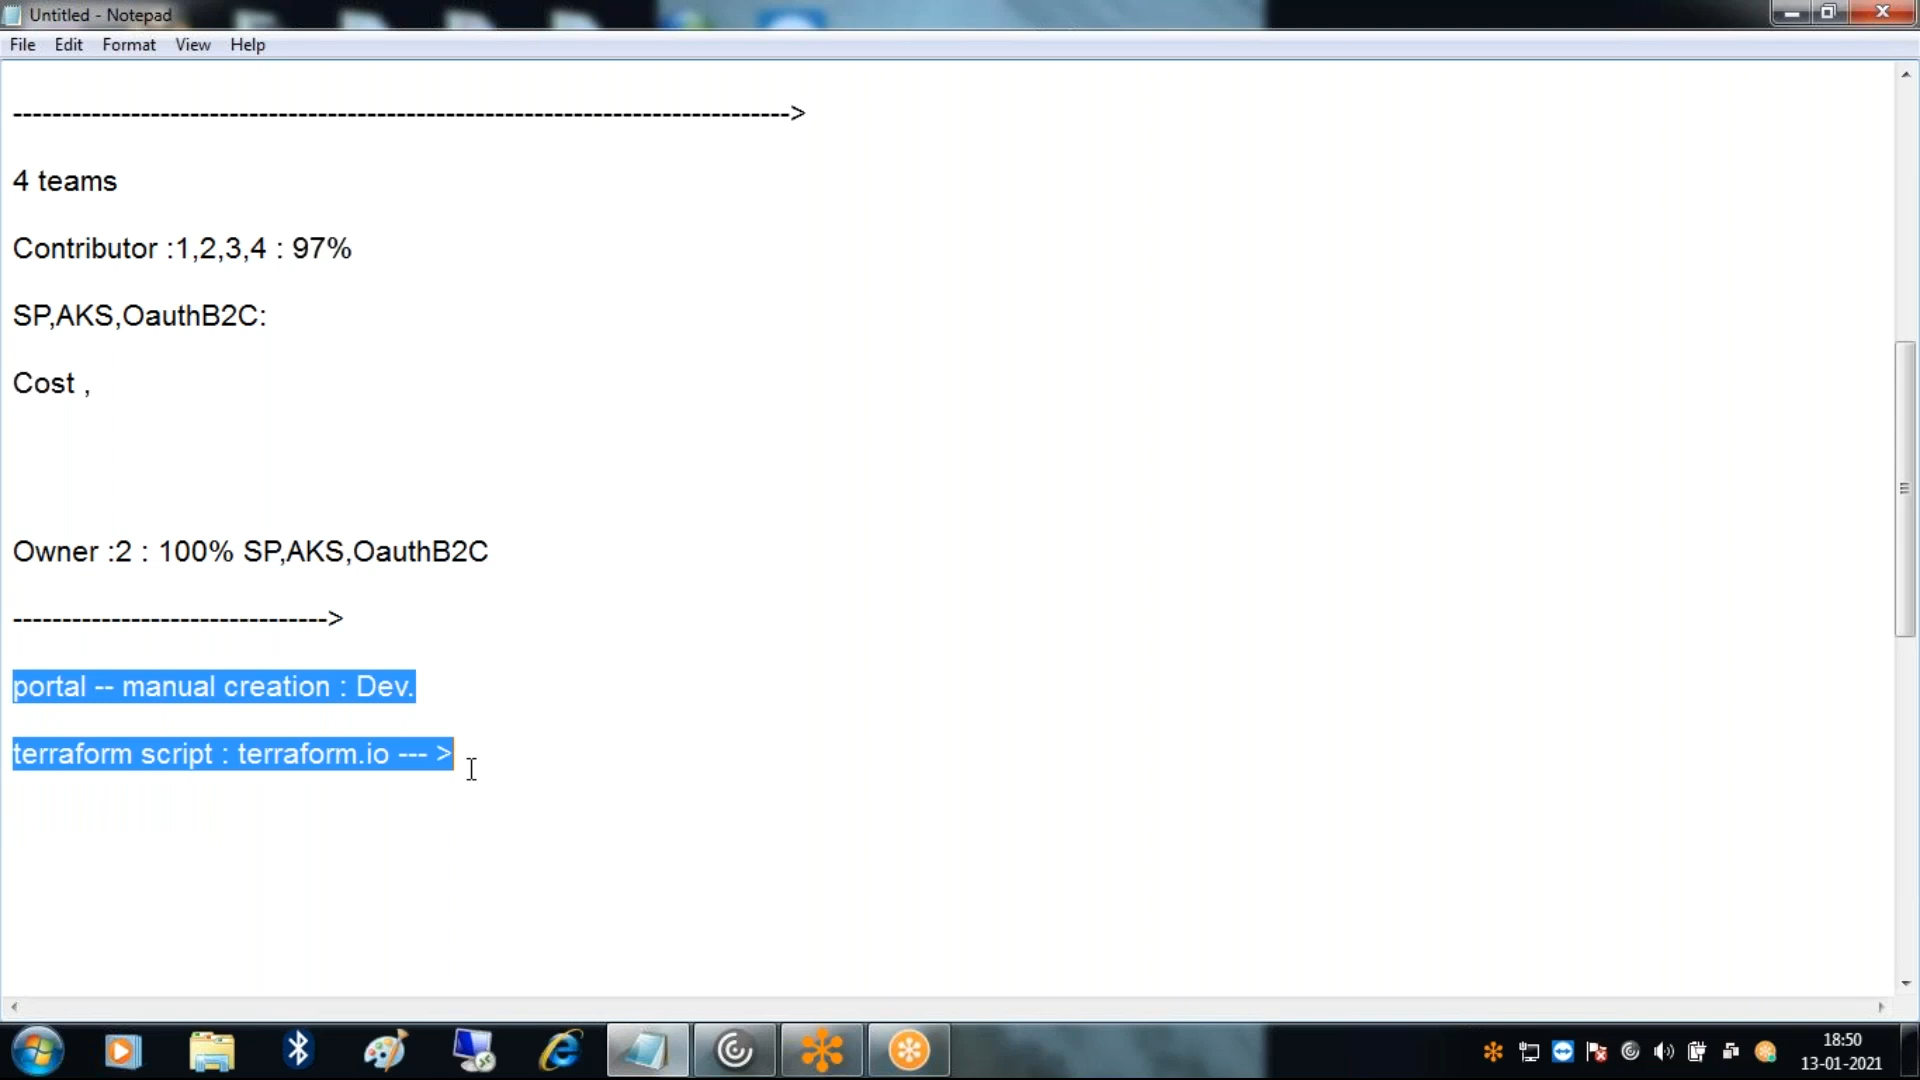 Untitled - Notepad
File Edit Format View Help
------------------------------------------------------------------------------->
4 teams
Contributor :1,2,3,4 : 97%
SP,AKS,OauthB2C:
Cost ,
Owner :2 : 100% SP,AKS,OauthB2C
-------------------------------->
portal -- manual creation : Dev.
terraform script : terraform.io --- >
18:50
13-01-2021